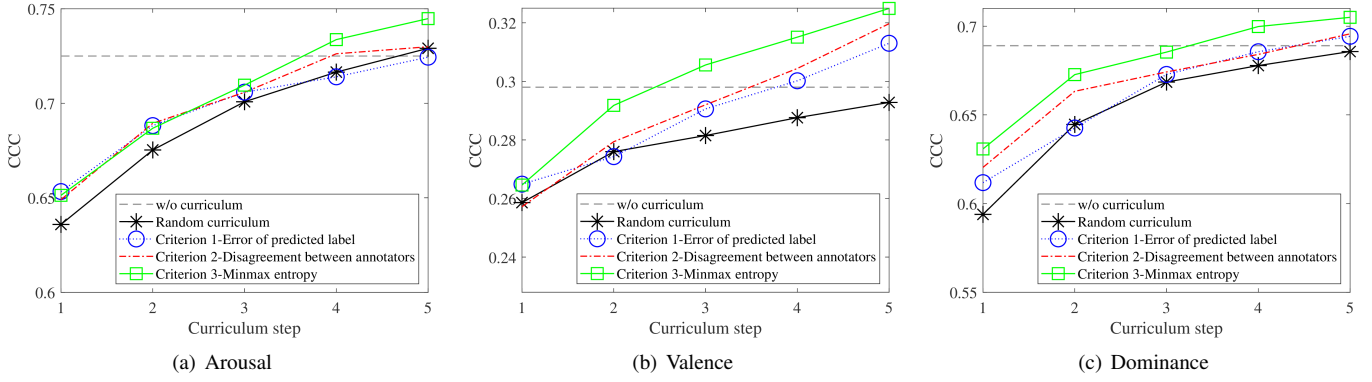 CCC
0.7
0.65
0.6
w/o curriculum
Random curriculum
Criterion 1-Error of predicted label
Criterion 2-Disagreement between annotators
Criterion 3-Minmax entropy
1 2 3 4 5
Curriculum step
(a) Arousal
CCC
0.32
0.3
0.28
0.26
0.24
w/o curriculum
Random curriculum
Criterion 1-Error of predicted label
Criterion 2-Disagreement between annotators
Criterion 3-Minmax entropy
1 2 3 4 5
Curriculum step
(b) Valence
CCC
0.7
0.65
0.6
0.55
w/o curriculum
Random curriculum
Criterion 1-Error of predicted label
Criterion 2-Disagreement between annotators
Criterion 3-Minmax entropy
1 2 3 4 5
Curriculum step
(c) Dominance